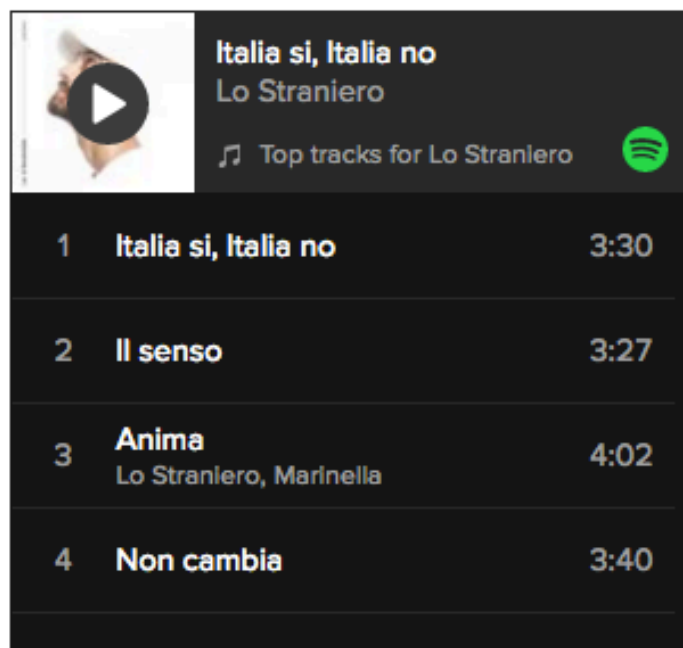 Italia si, Italia no
Lo Straniero
Top tracks for Lo Straniero
1 Italia si, Italia no 3:30
2 Il senso 3:27
3 Anima 4:02
Lo Straniero, Marinella
4 Non cambia 3:40